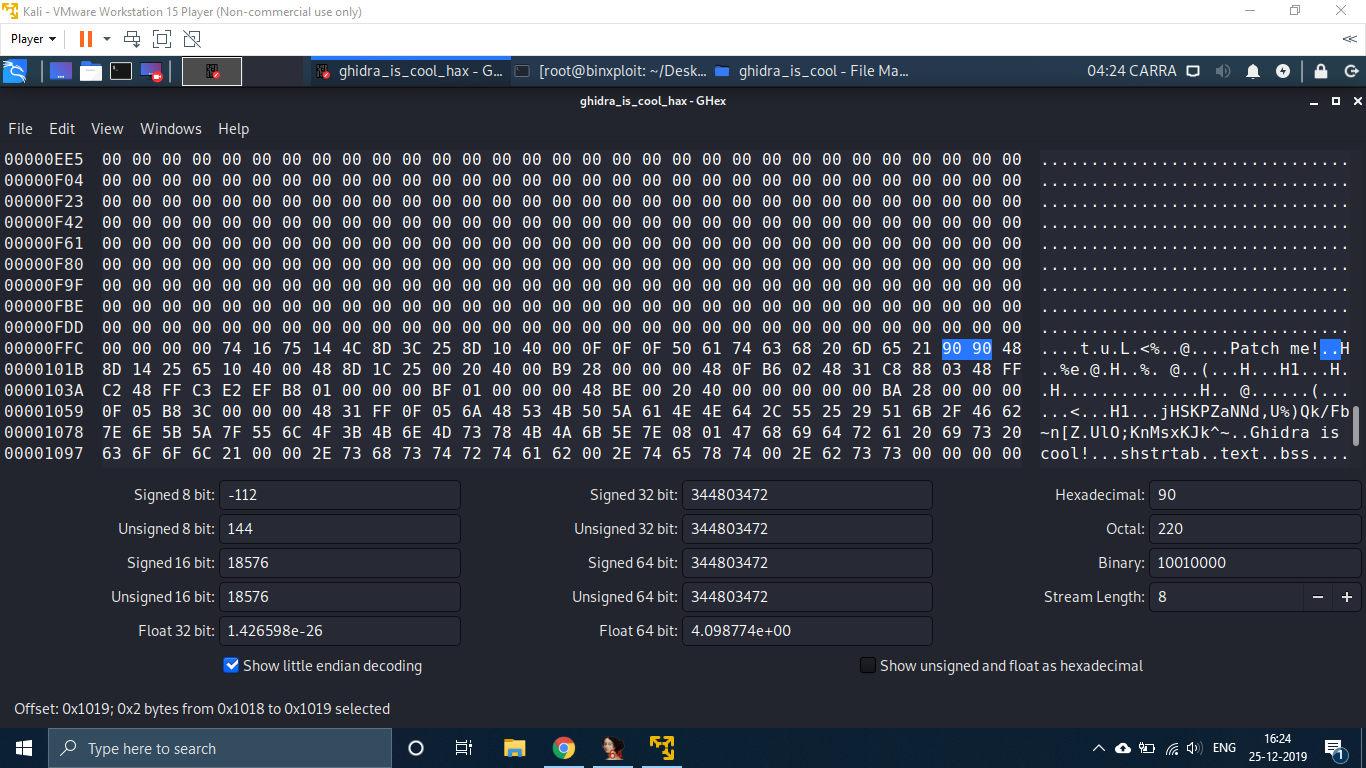 Kali - VMware Workstation 15 Player (Non-commercial use only)
Player
ghidra_is_cool_hax - G...
[root@binxploit: ~/Desk...
ghidra_is_cool - File Ma...
04:24 CARRA
ghidra_is_cool_hax - GHex
File Edit View Windows Help
00000EE5 00 00 00 00 00 00 00 00 00 00 00 00 00 00 00 00 00 00 00 00 00 00 00 00 00 00 00 00 00 00 00 ...............................
00000F04 00 00 00 00 00 00 00 00 00 00 00 00 00 00 00 00 00 00 00 00 00 00 00 00 00 00 00 00 00 00 00 ...............................
00000F23 00 00 00 00 00 00 00 00 00 00 00 00 00 00 00 00 00 00 00 00 00 00 00 00 00 00 00 00 00 00 00 ...............................
00000F42 00 00 00 00 00 00 00 00 00 00 00 00 00 00 00 00 00 00 00 00 00 00 00 00 00 00 00 00 00 00 00 ...............................
00000F61 00 00 00 00 00 00 00 00 00 00 00 00 00 00 00 00 00 00 00 00 00 00 00 00 00 00 00 00 00 00 00 ...............................
00000F80 00 00 00 00 00 00 00 00 00 00 00 00 00 00 00 00 00 00 00 00 00 00 00 00 00 00 00 00 00 00 00 ...............................
00000F9F 00 00 00 00 00 00 00 00 00 00 00 00 00 00 00 00 00 00 00 00 00 00 00 00 00 00 00 00 00 00 00 ...............................
00000FBE 00 00 00 00 00 00 00 00 00 00 00 00 00 00 00 00 00 00 00 00 00 00 00 00 00 00 00 00 00 00 00 ...............................
00000FDD 00 00 00 00 00 00 00 00 00 00 00 00 00 00 00 00 00 00 00 00 00 00 00 00 00 00 00 00 00 00 00 ...............................
00000FFC 00 00 00 00 74 16 75 14 4C 8D 3C 25 8D 10 40 00 0F 0F 0F 50 61 74 63 68 20 6D 65 21 90 90 48 ....t.u.L.<%..@....Patch me!..H
0000101B 8D 14 25 65 10 40 00 48 8D 1C 25 00 20 40 00 B9 28 00 00 00 48 0F B6 02 48 31 C8 88 03 48 FF ..%e.@.H..%. @..(...H...H1...H.
0000103A C2 48 FF C3 E2 EF B8 01 00 00 00 BF 01 00 00 00 48 BE 00 20 40 00 00 00 00 00 BA 28 00 00 00 .H..............H.. @......(...
00001059 0F 05 B8 3C 00 00 00 48 31 FF 0F 05 6A 48 53 4B 50 5A 61 4E 4E 64 2C 55 25 29 51 6B 2F 46 62 ...<...H1...jHSKPZaNNd,U%)Qk/Fb
00001078 7E 6E 5B 5A 7F 55 6C 4F 3B 4B 6E 4D 73 78 4B 4A 6B 5E 7E 08 01 47 68 69 64 72 61 20 69 73 20 ~n[Z.UlO;KnMsxKJk^~..Ghidra is
00001097 63 6F 6F 6C 21 00 00 2E 73 68 73 74 72 74 61 62 00 2E 74 65 78 74 00 2E 62 73 73 00 00 00 00 cool!...shstrtab..text..bss....
Signed 8 bit: -112 Signed 32 bit: 344803472 Hexadecimal: 90
Unsigned 8 bit: 144 Unsigned 32 bit: 344803472 Octal: 220
Signed 16 bit: 18576 Signed 64 bit: 344803472 Binary: 10010000
Unsigned 16 bit: 18576 Unsigned 64 bit: 344803472 Stream Length: 8
Float 32 bit: 1.426598e-26 Float 64 bit: 4.098774e+00
Show little endian decoding Show unsigned and float as hexadecimal
Offset: 0x1019; 0x2 bytes from 0x1018 to 0x1019 selected
Type here to search
ENG
16:24
25-12-2019
1